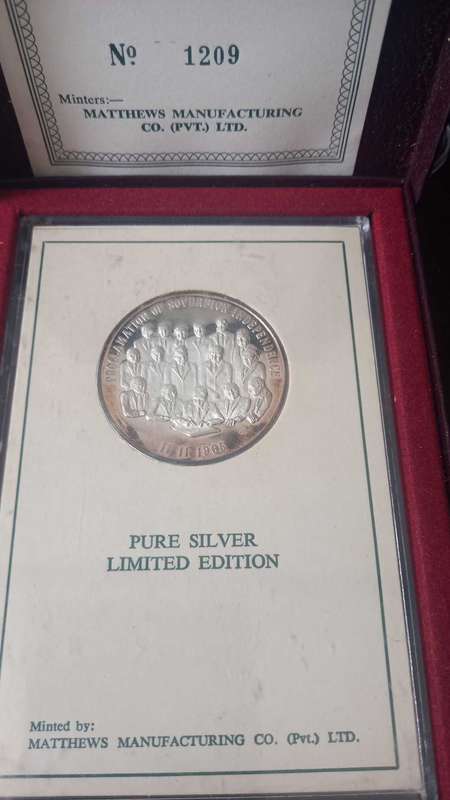 Nº 1209
Minters:—
MATTHEWS MANUFACTURING
CO. (PVT.) LTD.
PROCLAMATION OF SOVEREIGN INDEPENDENCE
11·11·1965
PURE SILVER
LIMITED EDITION
Minted by:
MATTHEWS MANUFACTURING CO. (Pvt.) LTD.